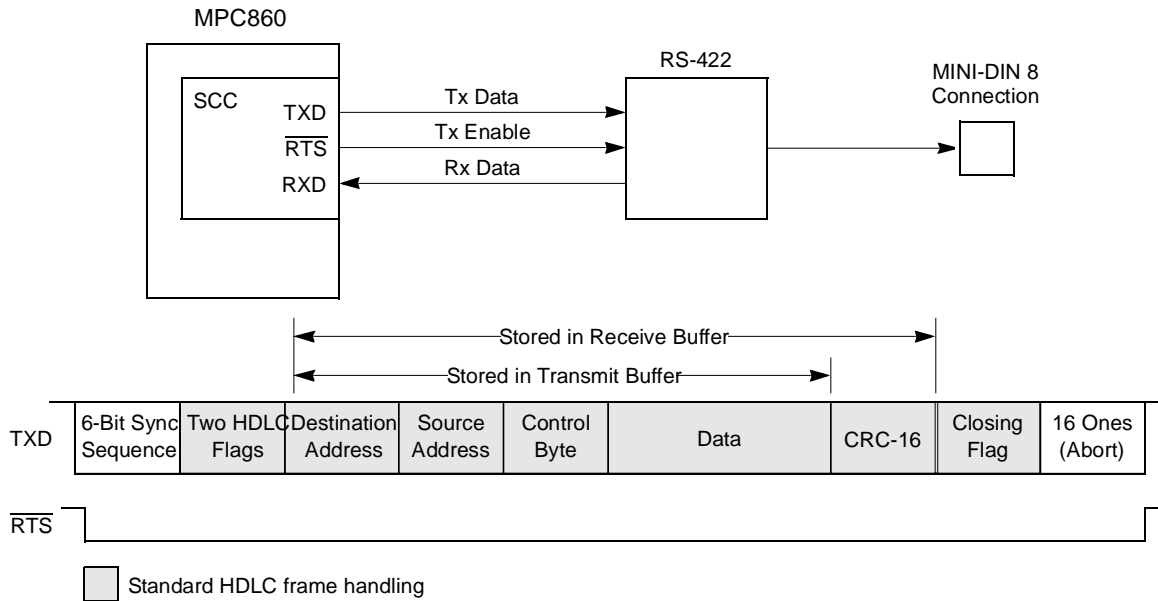 MPC860
RS-422
MINI-DIN 8
Connection
SCC
TXD
Tx Data
RTS
Tx Enable
RXD
Rx Data
Stored in Receive Buffer
Stored in Transmit Buffer
TXD
6-Bit Sync
Sequence
Two HDLC
Flags
Destination
Address
Source
Address
Control
Byte
Data
CRC-16
Closing
Flag
16 Ones
(Abort)
RTS
Standard HDLC frame handling